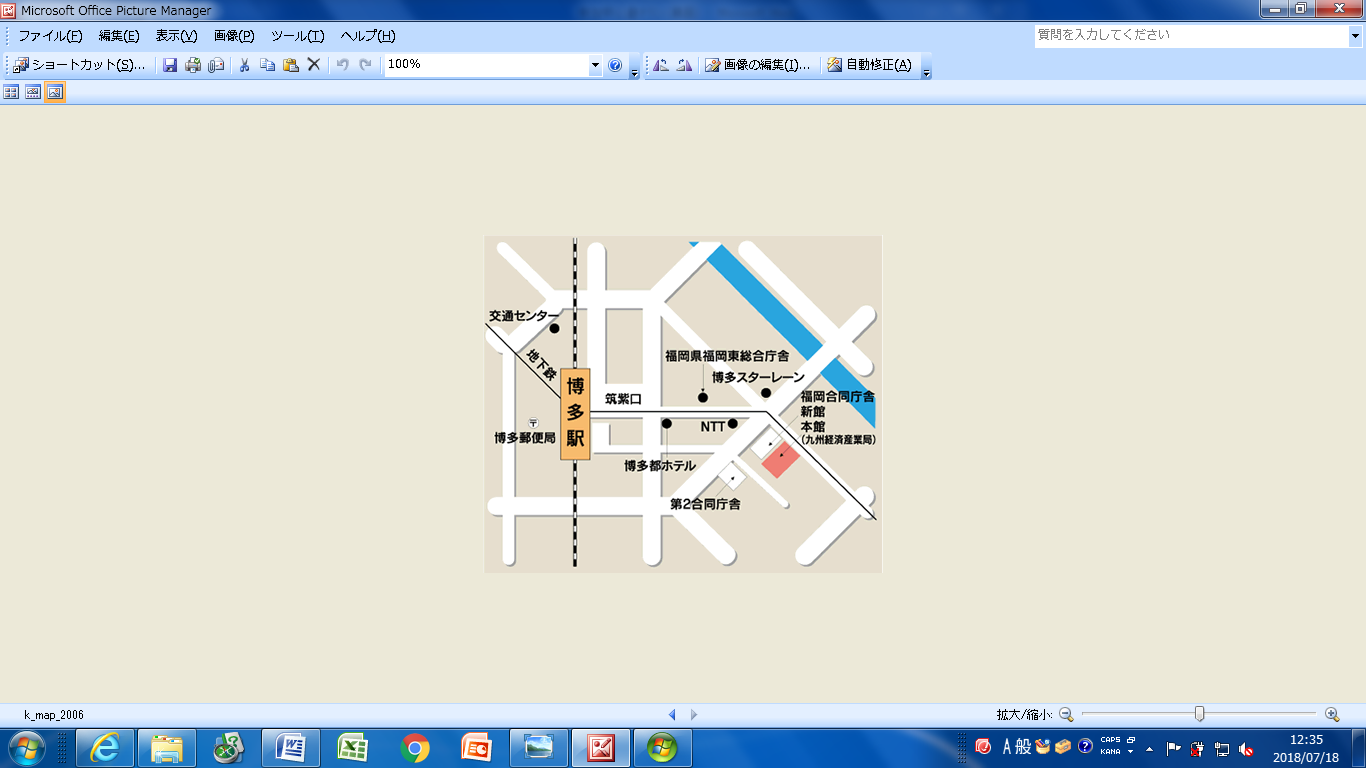 Microsoft Office Picture Manager
ファイル(F) 編集(E) 表示(V) 画像(P) ツール(T) ヘルプ(H)
質問を入力してください
ショートカット(S)... 100% 画像の編集(I)... 自動修正(A)
交通センター
地下鉄
福岡県福岡東総合庁舎
博多スターレーン
博多駅
筑紫口
福岡合同庁舎
新館
本館
(九州経済産業局)
〒
NTT
博多郵便局
博多都ホテル
第2合同庁舎
k_map_2006
拡大/縮小:
A 般 CAPS
KANA
12:35
2018/07/18